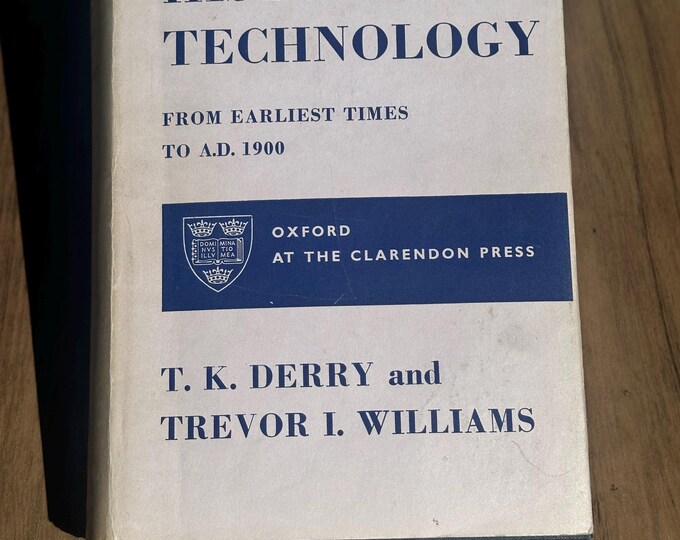 TECHNOLOGY
FROM EARLIEST TIMES
TO A.D. 1900
DOMI MINA
NVS TIO
ILLV MEA
OXFORD
AT THE CLARENDON PRESS
T. K. DERRY and
TREVOR I. WILLIAMS